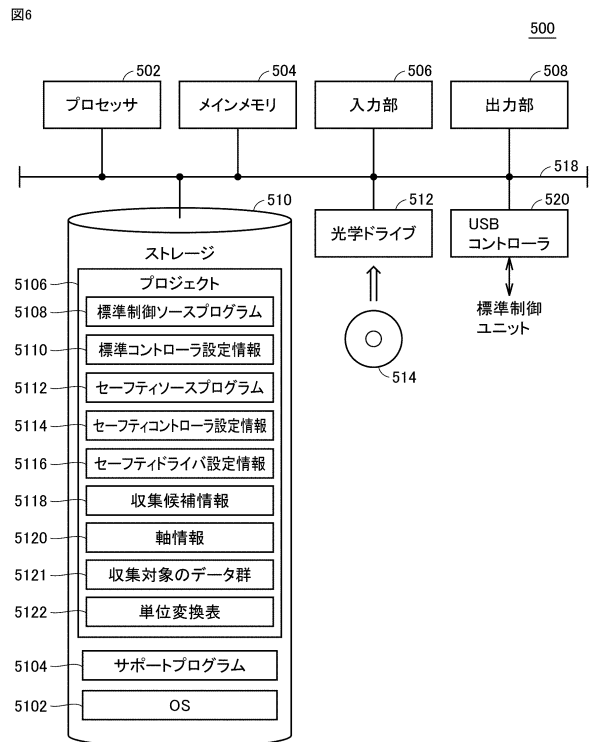 図6
500
502
504
506
508
プロセッサ
メインメモリ
入力部
出力部
518
510
512
520
ストレージ
光学ドライブ
USB
コントローラ
5106
プロジェクト
5108
標準制御ソースプログラム
標準制御
ユニット
5110
標準コントローラ設定情報
514
5112
セーフティソースプログラム
5114
セーフティコントローラ設定情報
5116
セーフティドライバ設定情報
5118
収集候補情報
5120
軸情報
5121
収集対象のデータ群
5122
単位変換表
5104
サポートプログラム
5102
OS